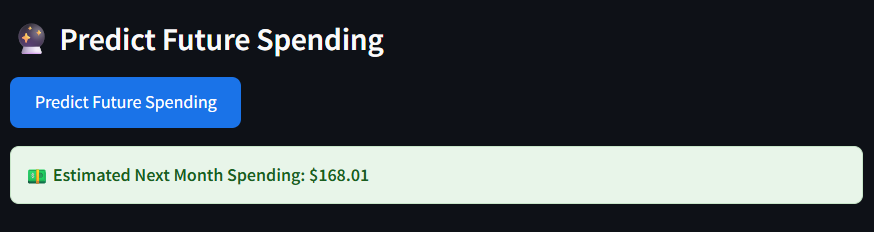 🔮 Predict Future Spending
Predict Future Spending
💵 Estimated Next Month Spending: $168.01